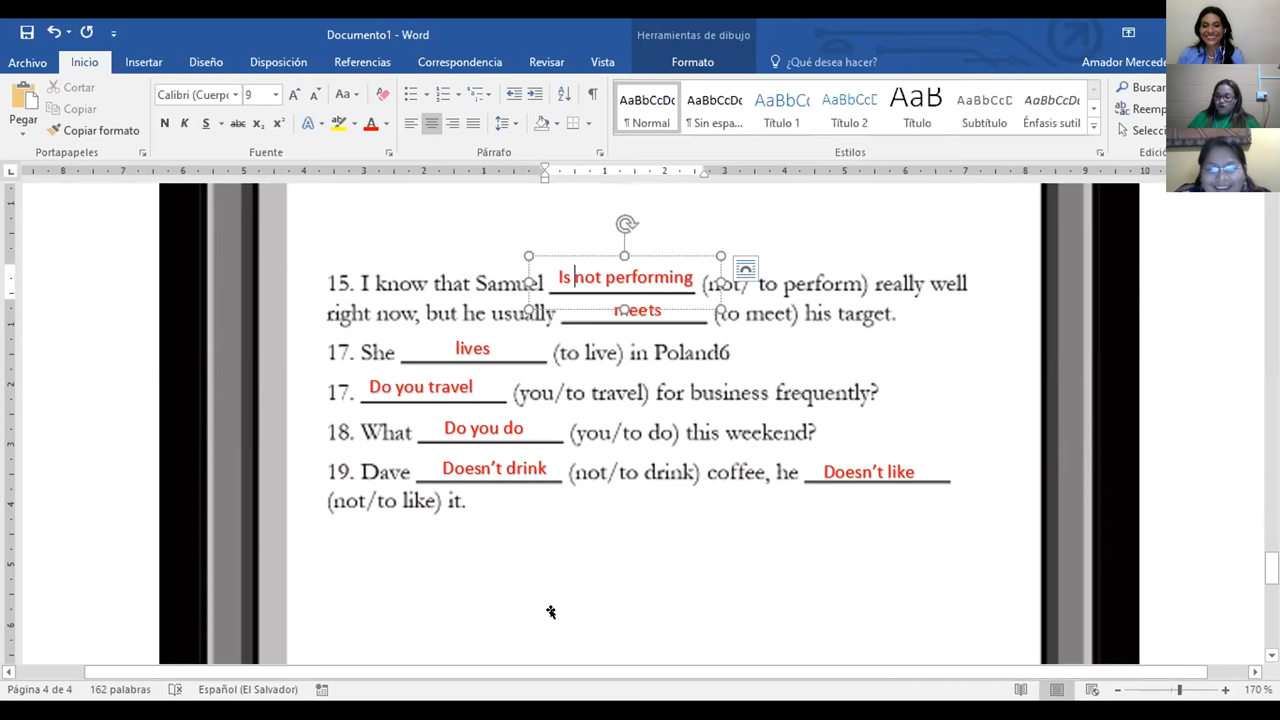 Documento1 - Word
Herramientas de dibujo
Archivo Inicio Insertar Diseño Disposición Referencias Correspondencia Revisar Vista Formato ¿Qué desea hacer? Amador Mercede
Cortar
Copiar
Copiar formato
Pegar
Portapapeles
Calibri (Cuerpo 9
Fuente
Párrafo
AaBbCcDc AaBbCcDc AaBbCc AaBbCcD AaB AaBbCcD AaBbCcDc
¶ Normal ¶ Sin espa... Título 1 Título 2 Título Subtítulo Énfasis sutil
Estilos
Buscar
Reemp
Selecci
Edició
15. I know that Samuel Is not performing (not/ to perform) really well
right now, but he usually meets (to meet) his target.
17. She lives (to live) in Poland6
17. Do you travel (you/to travel) for business frequently?
18. What Do you do (you/to do) this weekend?
19. Dave Doesn't drink (not/to drink) coffee, he Doesn't like
(not/to like) it.
Página 4 de 4 162 palabras Español (El Salvador) 170 %